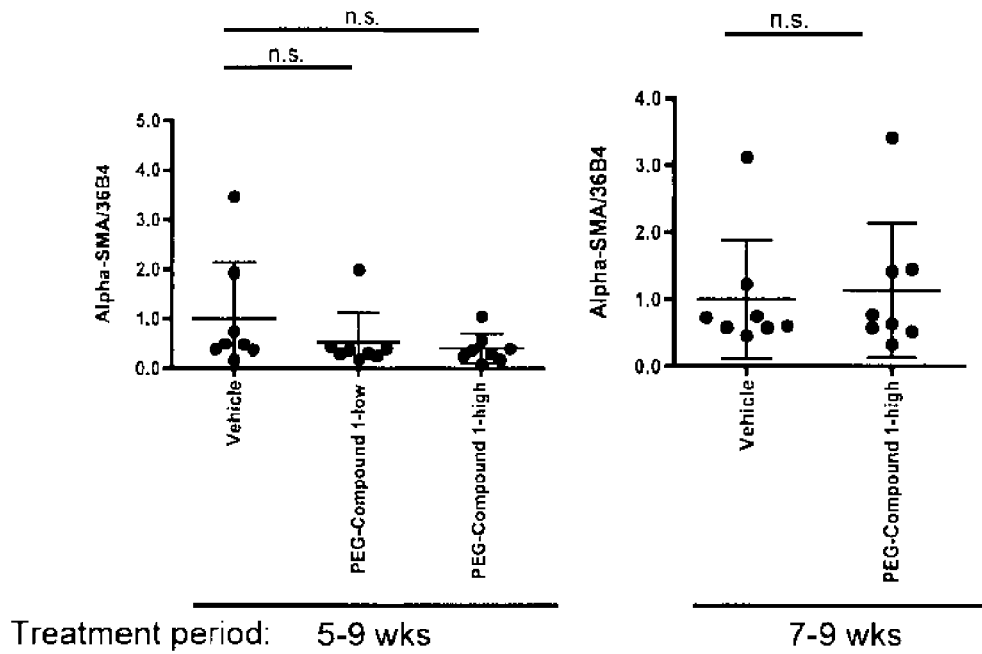 n.s.
n.s.
Alpha-SMA/36B4
5.0
4.0
3.0
2.0
1.0
0.0
Vehicle
PEG-Compound 1-low
PEG-Compound 1-high
n.s.
Alpha-SMA/36B4
4.0
3.0
2.0
1.0
0.0
Vehicle
PEG-Compound 1-high
Treatment period: 5-9 wks 7-9 wks